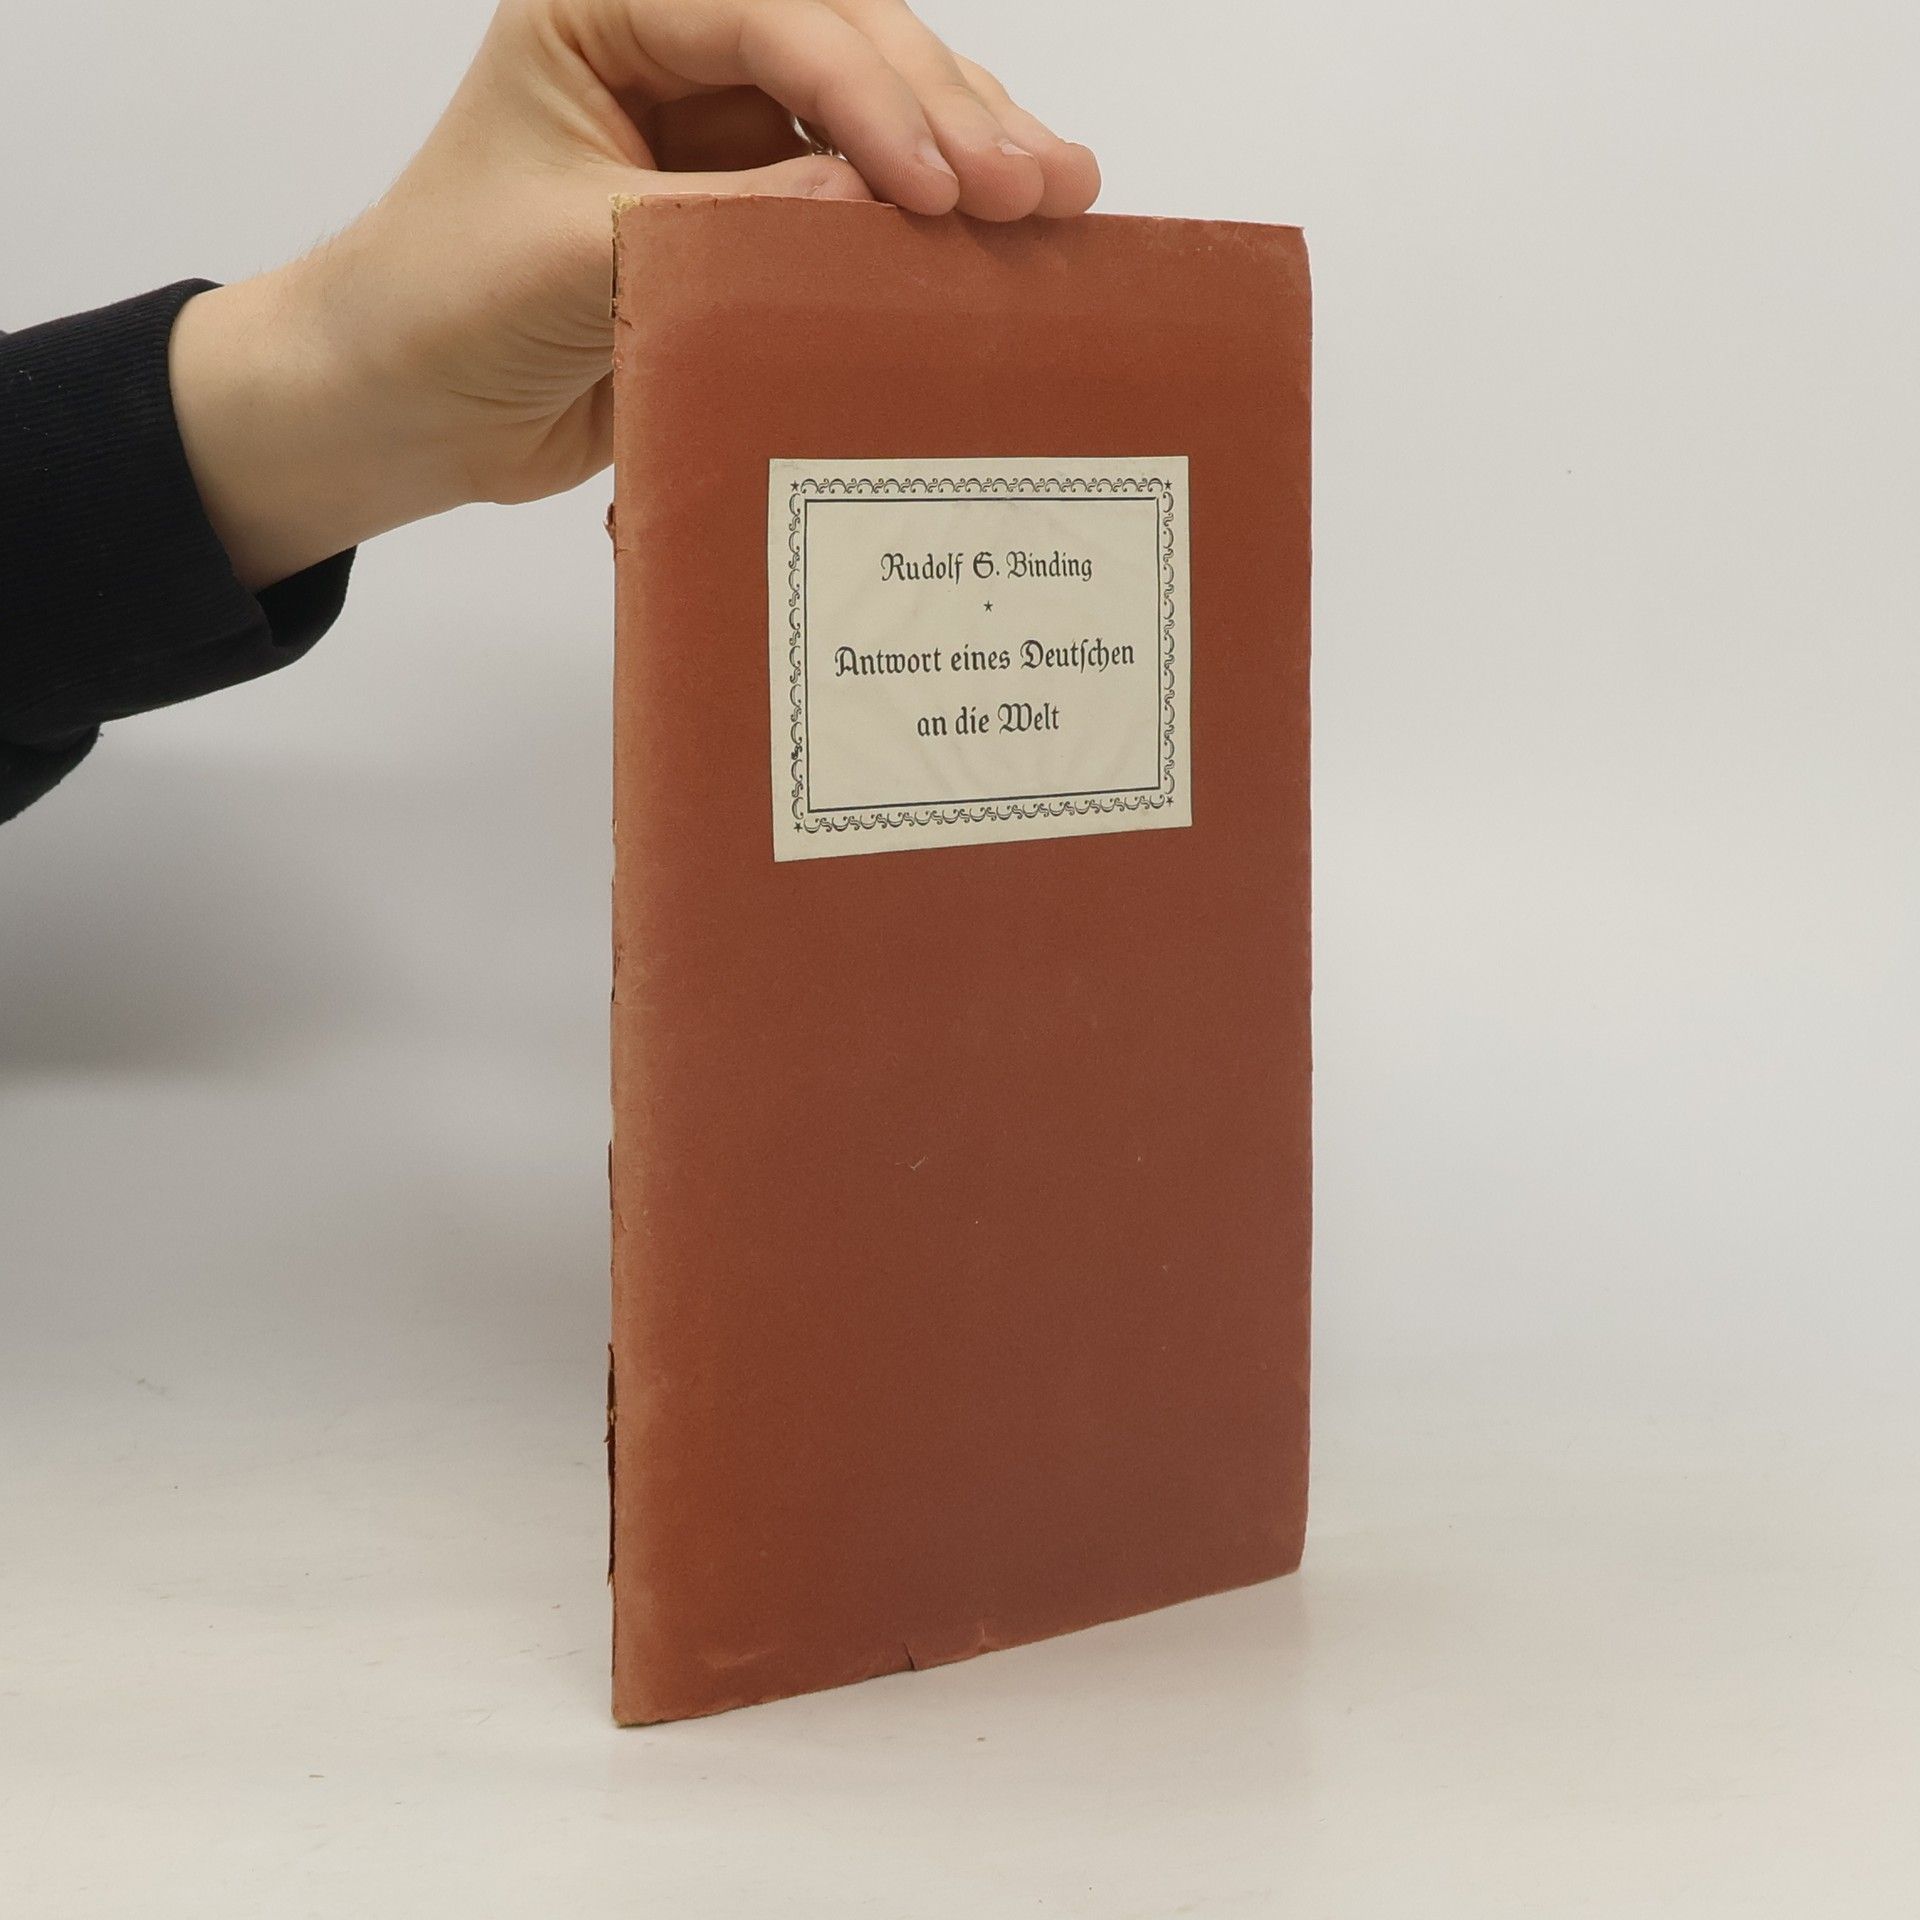 Rudolf G. Binding
Antwort eines Deutſchen
an die Welt